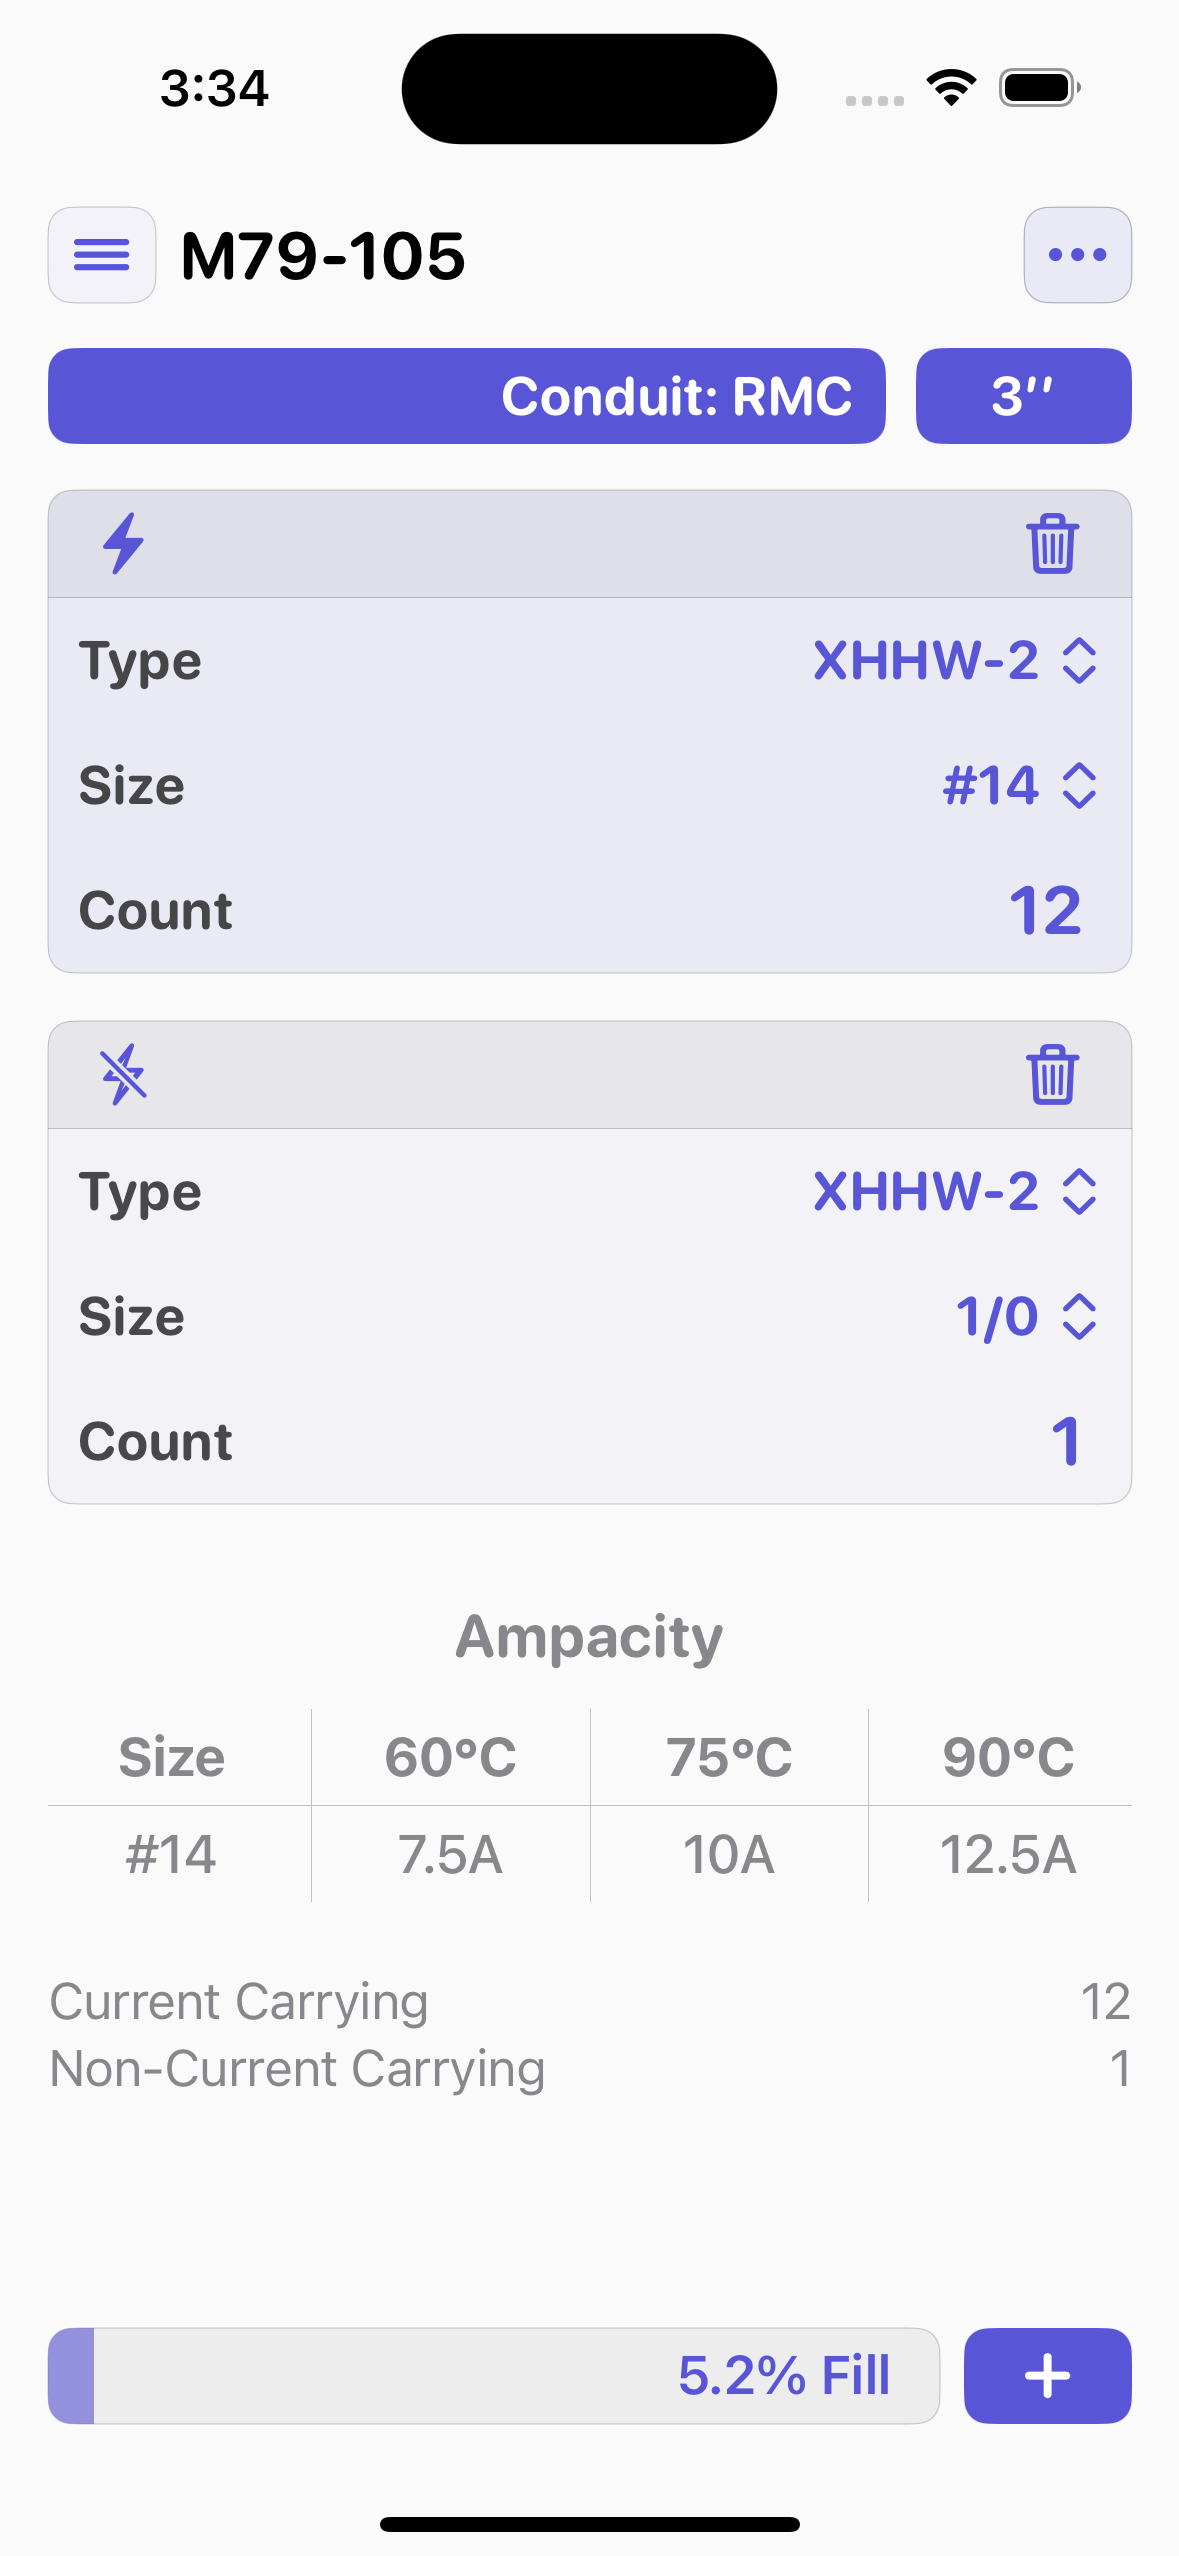 3:34
M79-105
Conduit: RMC 3′′
Type XHHW-2
Size #14
Count 12
Type XHHW-2
Size 1/0
Count 1
Ampacity
Size 60°C 75°C 90°C
#14 7.5A 10A 12.5A
Current Carrying 12
Non-Current Carrying 1
5.2% Fill